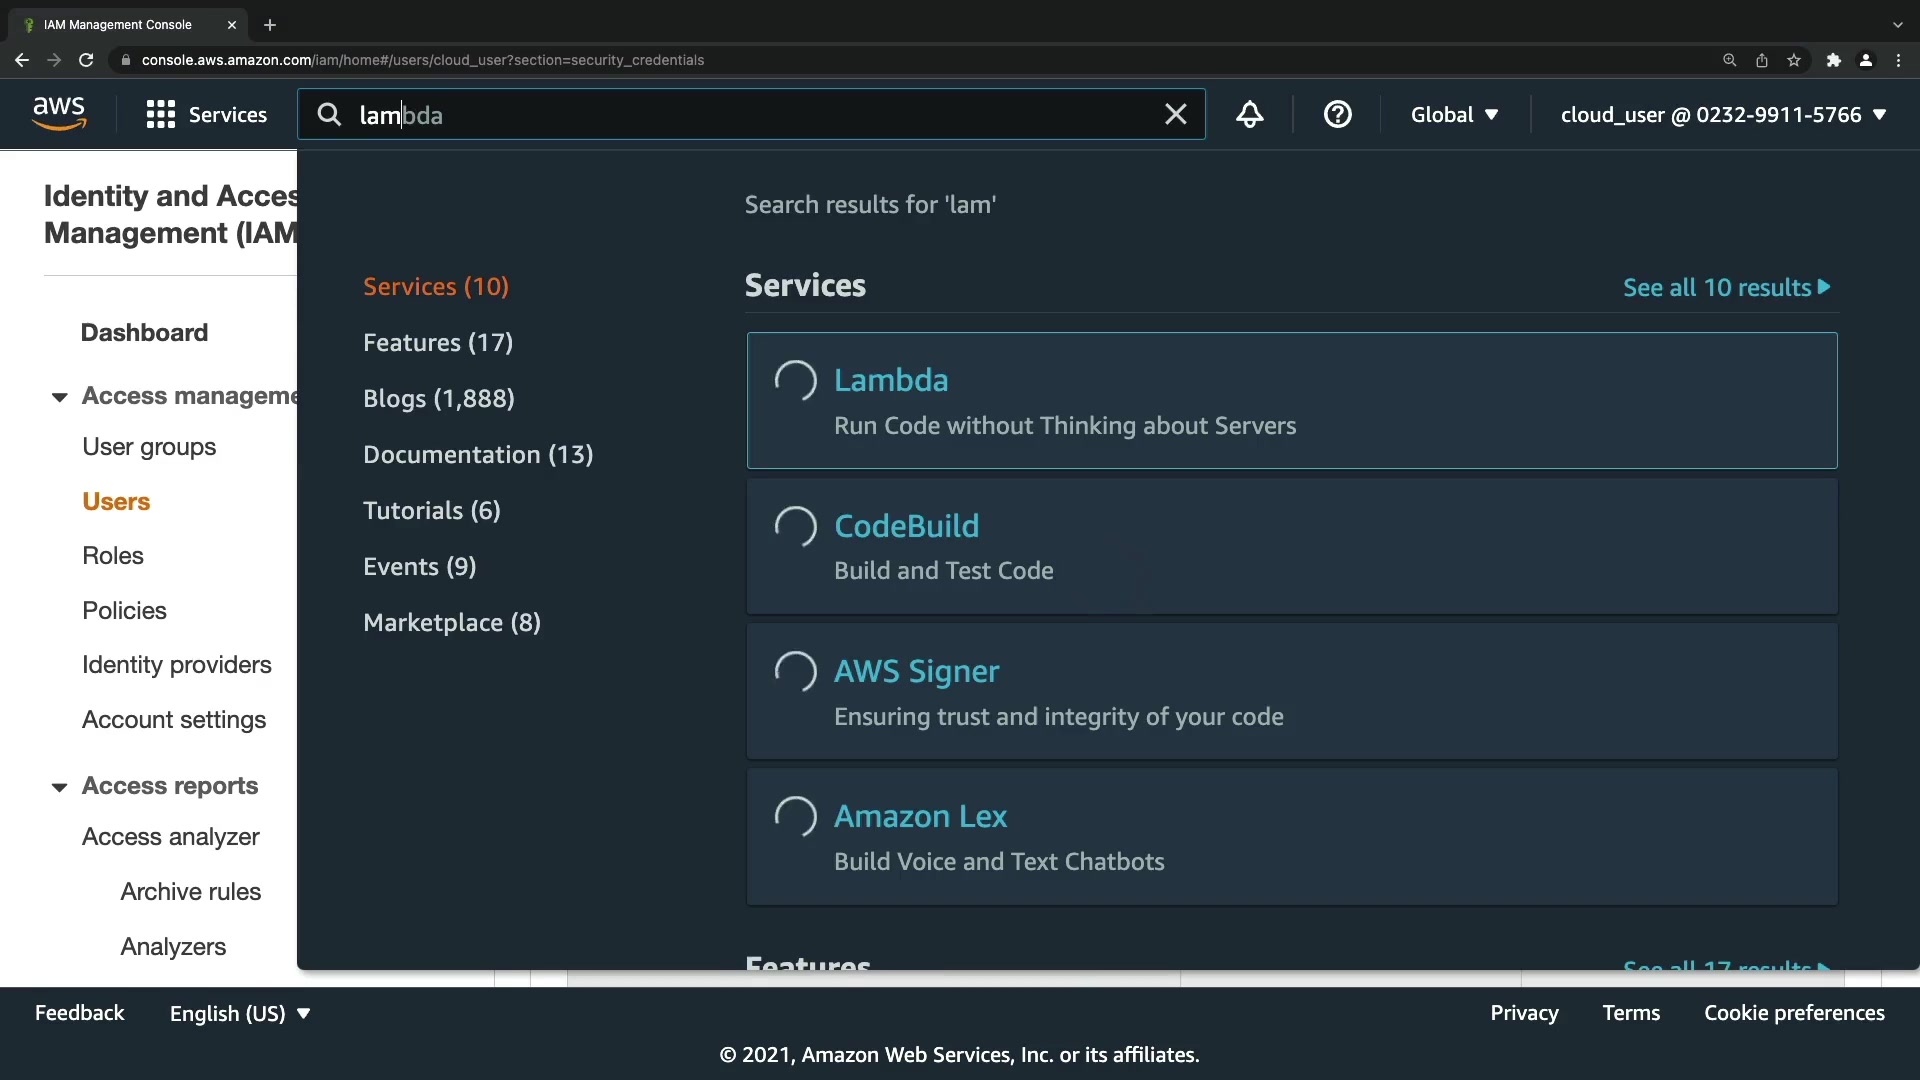 IAM Management Console
console.aws.amazon.com/iam/home#/users/cloud_user?section=security_credentials
aws
Services
lambda
Global
cloud_user @ 0232-9911-5766
Identity and Acces
Management (IAM
Dashboard
Access manageme
User groups
Users
Roles
Policies
Identity providers
Account settings
Access reports
Access analyzer
Archive rules
Analyzers
Search results for 'lam'
Services (10)
Features (17)
Blogs (1,888)
Documentation (13)
Tutorials (6)
Events (9)
Marketplace (8)
Services
See all 10 results
Lambda
Run Code without Thinking about Servers
CodeBuild
Build and Test Code
AWS Signer
Ensuring trust and integrity of your code
Amazon Lex
Build Voice and Text Chatbots
Features
See all 17 results
Feedback
English (US)
Privacy
Terms
Cookie preferences
© 2021, Amazon Web Services, Inc. or its affiliates.